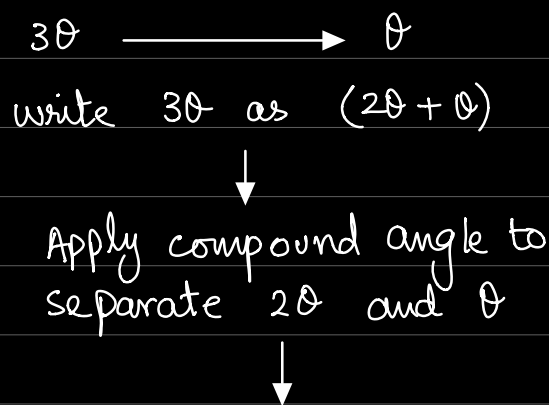 3θ ⟶ θ
write 3θ as (2θ + θ)
Apply compound angle to
separate 2θ and θ